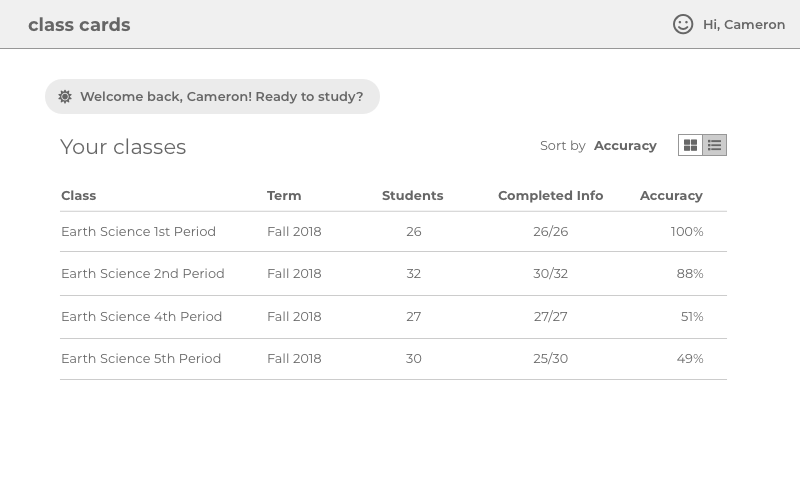 class cards
Hi, Cameron
Welcome back, Cameron! Ready to study?
Your classes
Sort by Accuracy
Class Term Students Completed Info Accuracy
Earth Science 1st Period Fall 2018 26 26/26 100%
Earth Science 2nd Period Fall 2018 32 30/32 88%
Earth Science 4th Period Fall 2018 27 27/27 51%
Earth Science 5th Period Fall 2018 30 25/30 49%